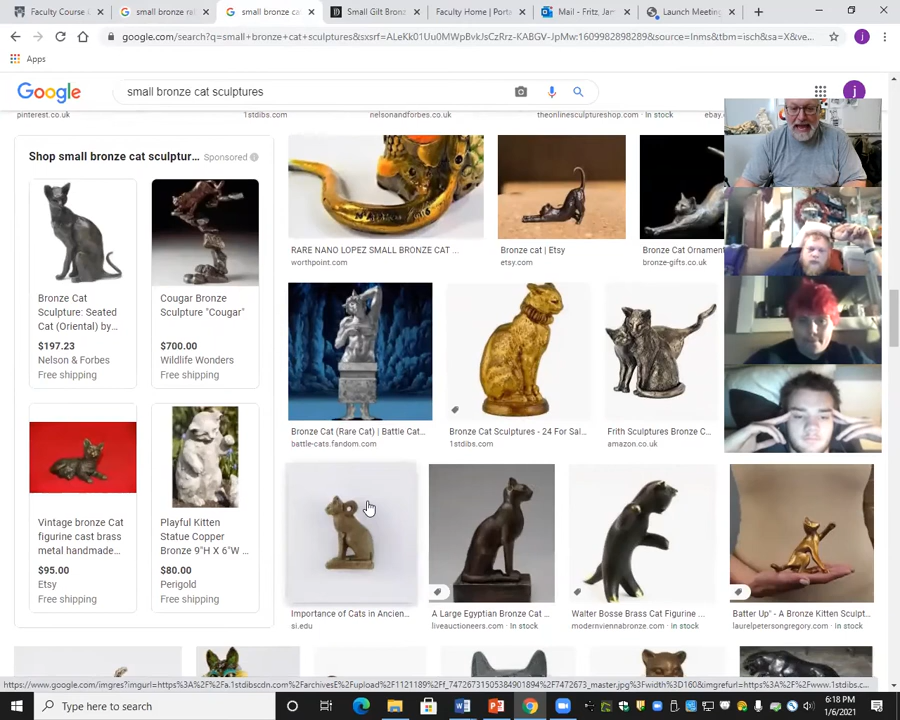 Faculty Course
small bronze ra
small bronze ca
Small Gilt Bron
Faculty Home | Port
Mail - Fritz, Jam
Launch Meeting
google.com/search?q=small+bronze+cat+sculptures&sxsrf=ALeKk01Uu0MpBvkJsCzRrz-KABGV-JpMw:1609982898289&source=lnms&tbm=isch&sa=X&ve...
Apps
Google
small bronze cat sculptures
pinterest.co.uk
1stdibs.com
nelsonandforbes.co.uk
theonlinesculptureshop.com · In stock
ebay.
Shop small bronze cat sculptur...
Sponsored
RARE NANO LOPEZ SMALL BRONZE CAT ...
worthpoint.com
Bronze cat | Etsy
etsy.com
Bronze Cat Ornamen
bronze-gifts.co.uk
Bronze Cat
Sculpture: Seated
Cat (Oriental) by...
$197.23
Nelson & Forbes
Free shipping
Cougar Bronze
Sculpture "Cougar"
$700.00
Wildlife Wonders
Free shipping
Bronze Cat (Rare Cat) | Battle Cat...
battle-cats.fandom.com
Bronze Cat Sculptures - 24 For Sal...
1stdibs.com
Frith Sculptures Bronze C...
amazon.co.uk
Vintage bronze Cat
figurine cast brass
metal handmade...
$95.00
Etsy
Free shipping
Playful Kitten
Statue Copper
Bronze 9"H X 6"W ...
$80.00
Perigold
Free shipping
Importance of Cats in Ancien...
si.edu
A Large Egyptian Bronze Cat ...
liveauctioneers.com · In stock
Walter Bosse Brass Cat Figurine ...
modernviennabronze.com · In stock
Batter Up" - A Bronze Kitten Sculpt...
laurelpetersongregory.com · In stock
Type here to search
6:18 PM
1/6/2021